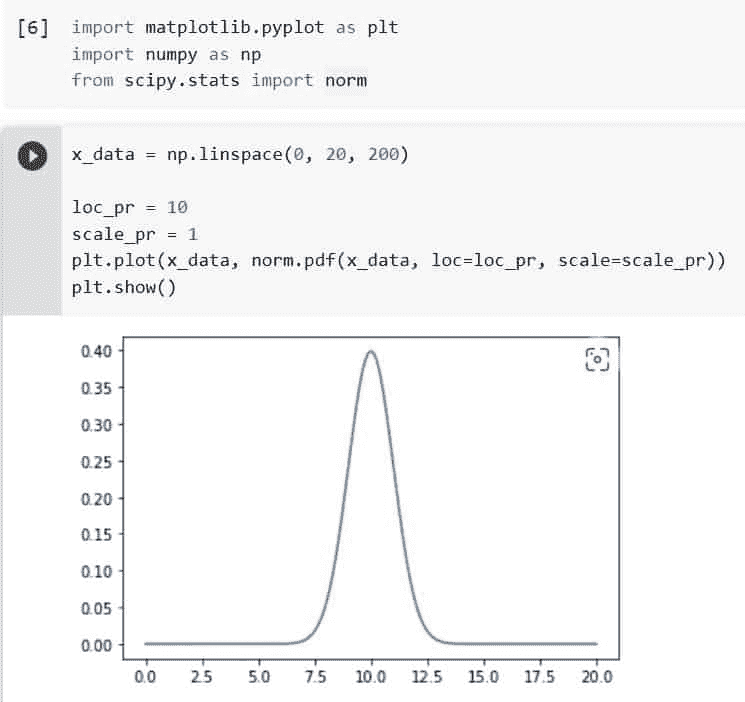 [6] import matplotlib.pyplot as plt
import numpy as np
from scipy.stats import norm
x_data = np.linspace(0, 20, 200)
loc_pr = 10
scale_pr = 1
plt.plot(x_data, norm.pdf(x_data, loc=loc_pr, scale=scale_pr))
plt.show()
0.40
0.35
0.30
0.25
0.20
0.15
0.10
0.05
0.00
0.0 2.5 5.0 7.5 10.0 12.5 15.0 17.5 20.0